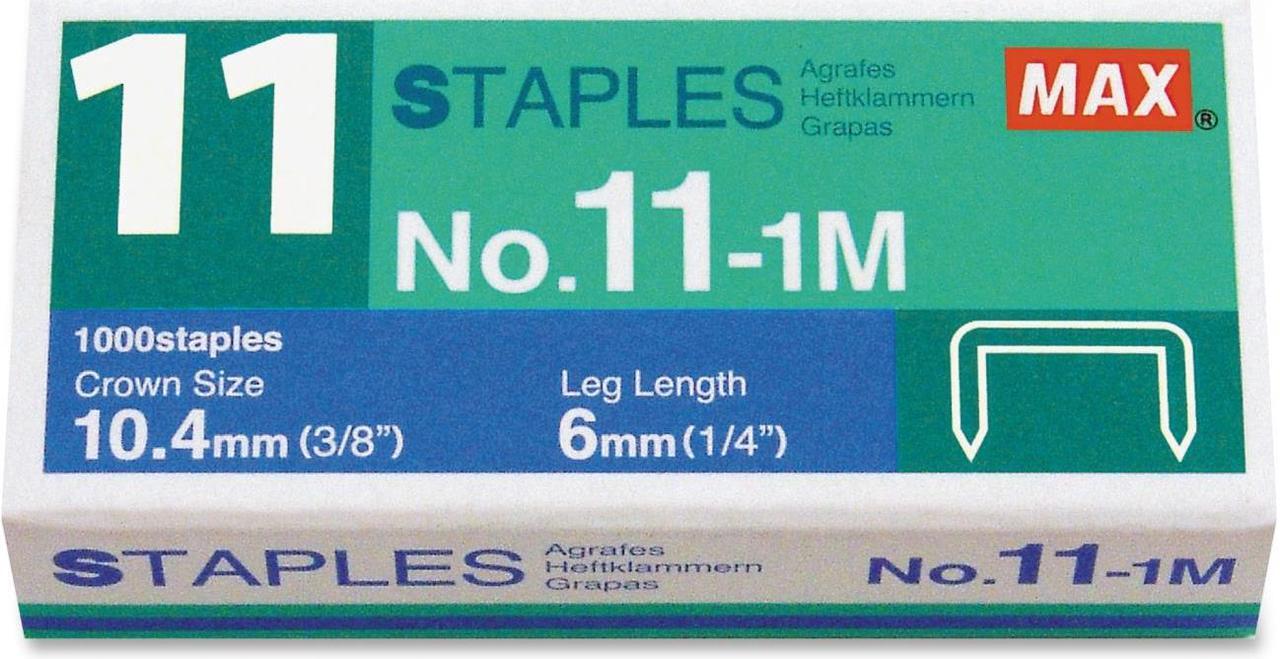 11
STAPLES
Agrafes
Heftklammern
Grapas
MAX®
No.11-1M
1000staples
Crown Size
10.4mm (3/8”)
Leg Length
6mm (1/4”)
STAPLES
Agrafes
Heftklammern
Grapas
No.11-1M